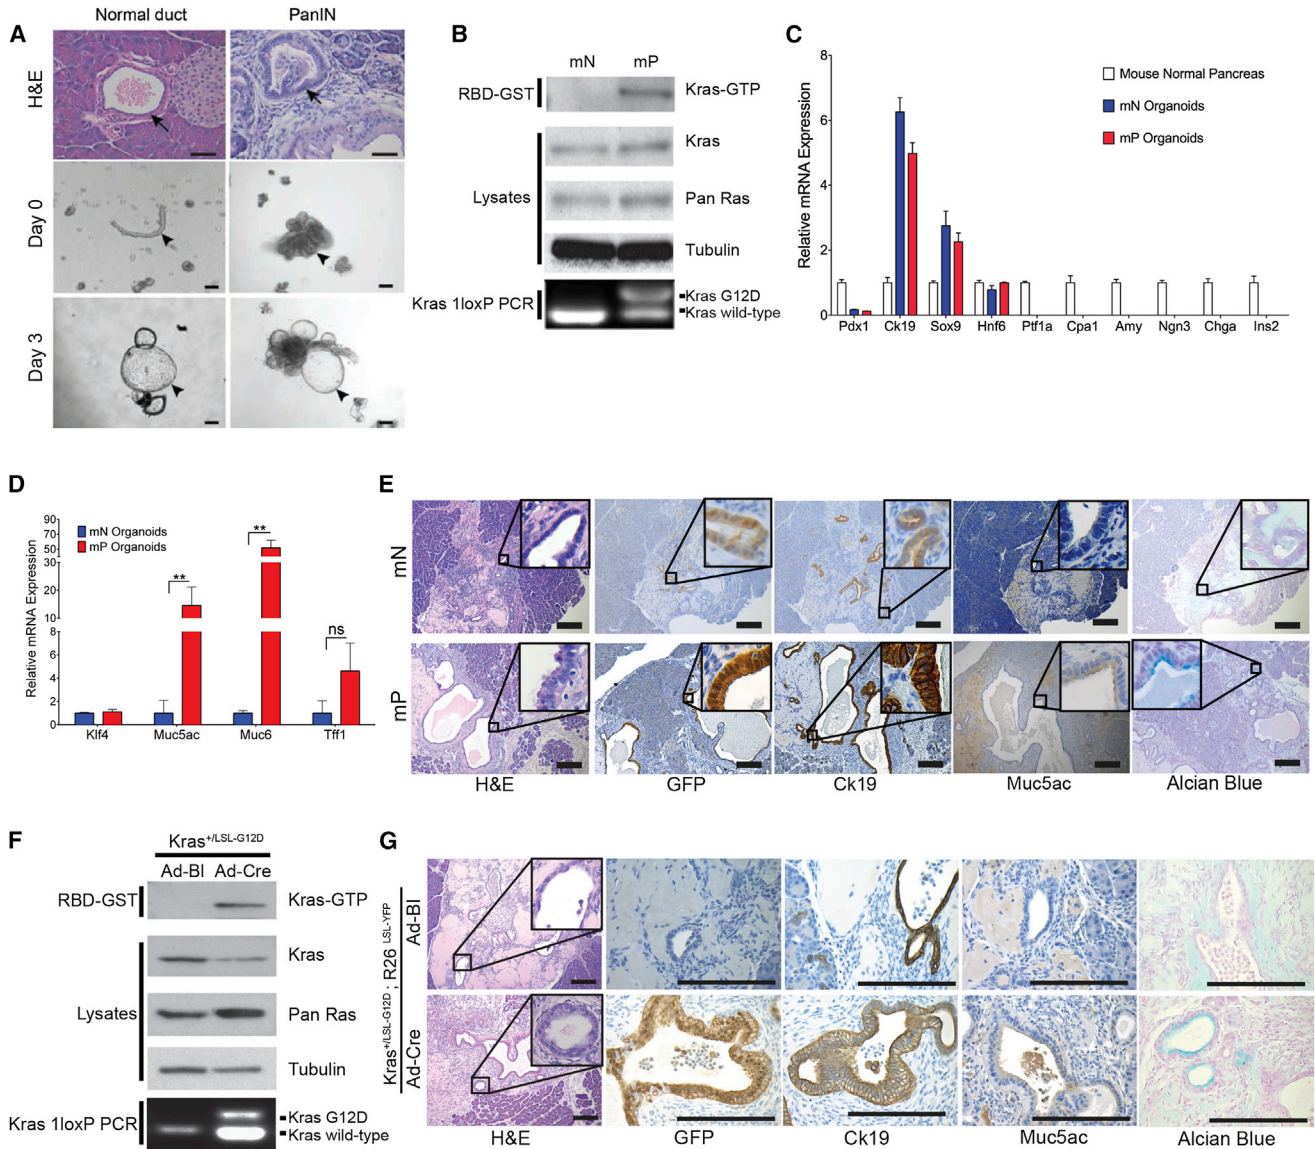 A
Normal duct
PanIN
H&E
Day 0
Day 3
B
mN
mP
RBD-GST
Kras-GTP
Kras
Lysates
Pan Ras
Tubulin
Kras 1loxP PCR
Kras G12D
Kras wild-type
C
Relative mRNA Expression
8
6
4
2
0
Mouse Normal Pancreas
mN Organoids
mP Organoids
Pdx1 Ck19 Sox9 Hnf6 Ptf1a Cpa1 Amy Ngn3 Chga Ins2
D
Relative mRNA Expression
90
70
50
30
20
10
8
6
4
2
0
mN Organoids
mP Organoids
**
**
ns
Klf4 Muc5ac Muc6 Tff1
E
mN
mP
H&E GFP Ck19 Muc5ac Alcian Blue
F
Kras+/LSL-G12D
Ad-Bl Ad-Cre
RBD-GST
Kras-GTP
Kras
Lysates
Pan Ras
Tubulin
Kras 1loxP PCR
Kras G12D
Kras wild-type
G
Kras+/LSL-G12D; R26 LSL-YFP
Ad-Bl
Ad-Cre
H&E GFP Ck19 Muc5ac Alcian Blue